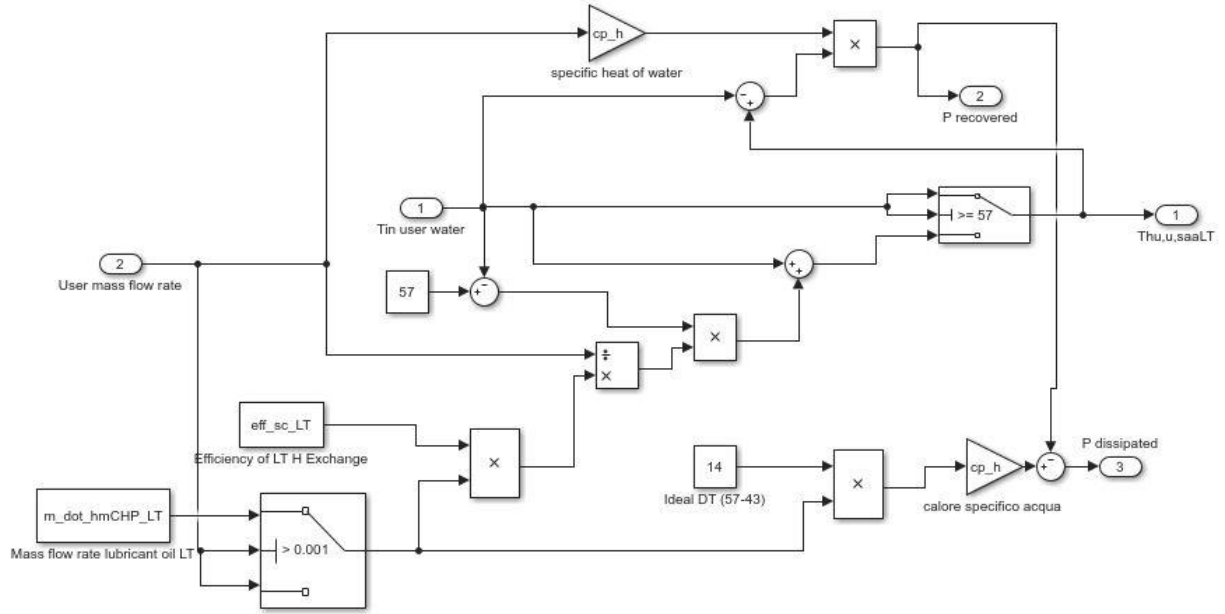 cp_h
specific heat of water
×
− +
2
P recovered
1
Tin user water
>= 57
1
Thu,u,saaLT
2
User mass flow rate
+ +
57
+ −
×
÷
×
eff_sc_LT
Efficiency of LT H Exchange
×
14
Ideal DT (57-43)
×
cp_h
calore specifico acqua
+ −
P dissipated
3
m_dot_hmCHP_LT
Mass flow rate lubricant oil LT
> 0.001